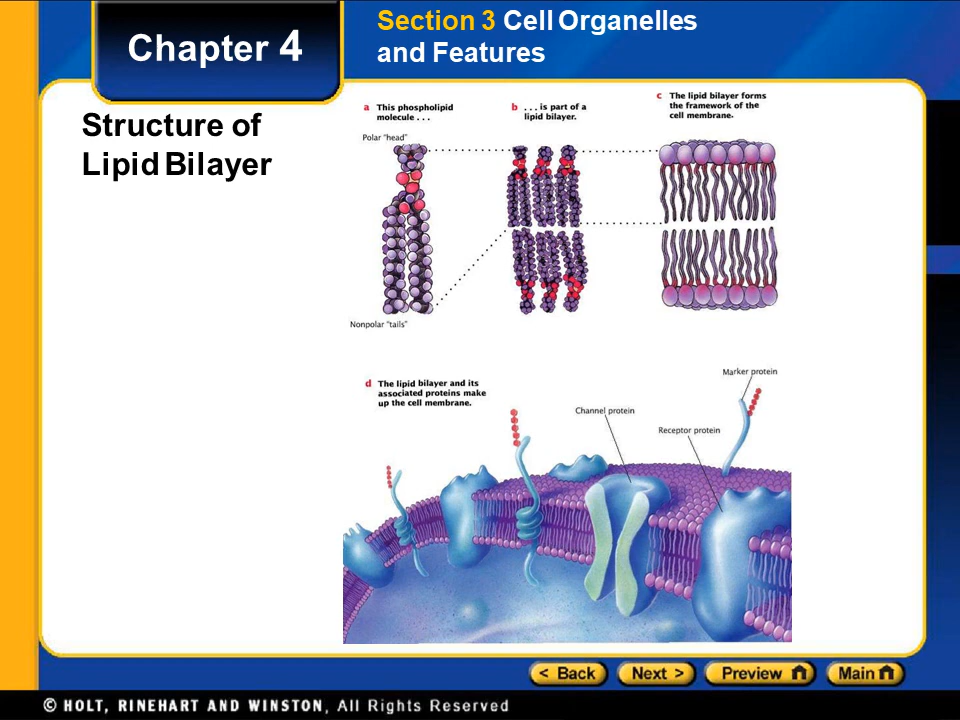 Chapter 4
Section 3 Cell Organelles
and Features
Structure of
Lipid Bilayer
a This phospholipid
molecule . . .
b . . . is part of a
lipid bilayer.
c The lipid bilayer forms
the framework of the
cell membrane.
Polar "head"
Nonpolar "tails"
d The lipid bilayer and its
associated proteins make
up the cell membrane.
Marker protein
Channel protein
Receptor protein
< Back
Next >
Preview
Main
© HOLT, RINEHART AND WINSTON, All Rights Reserved